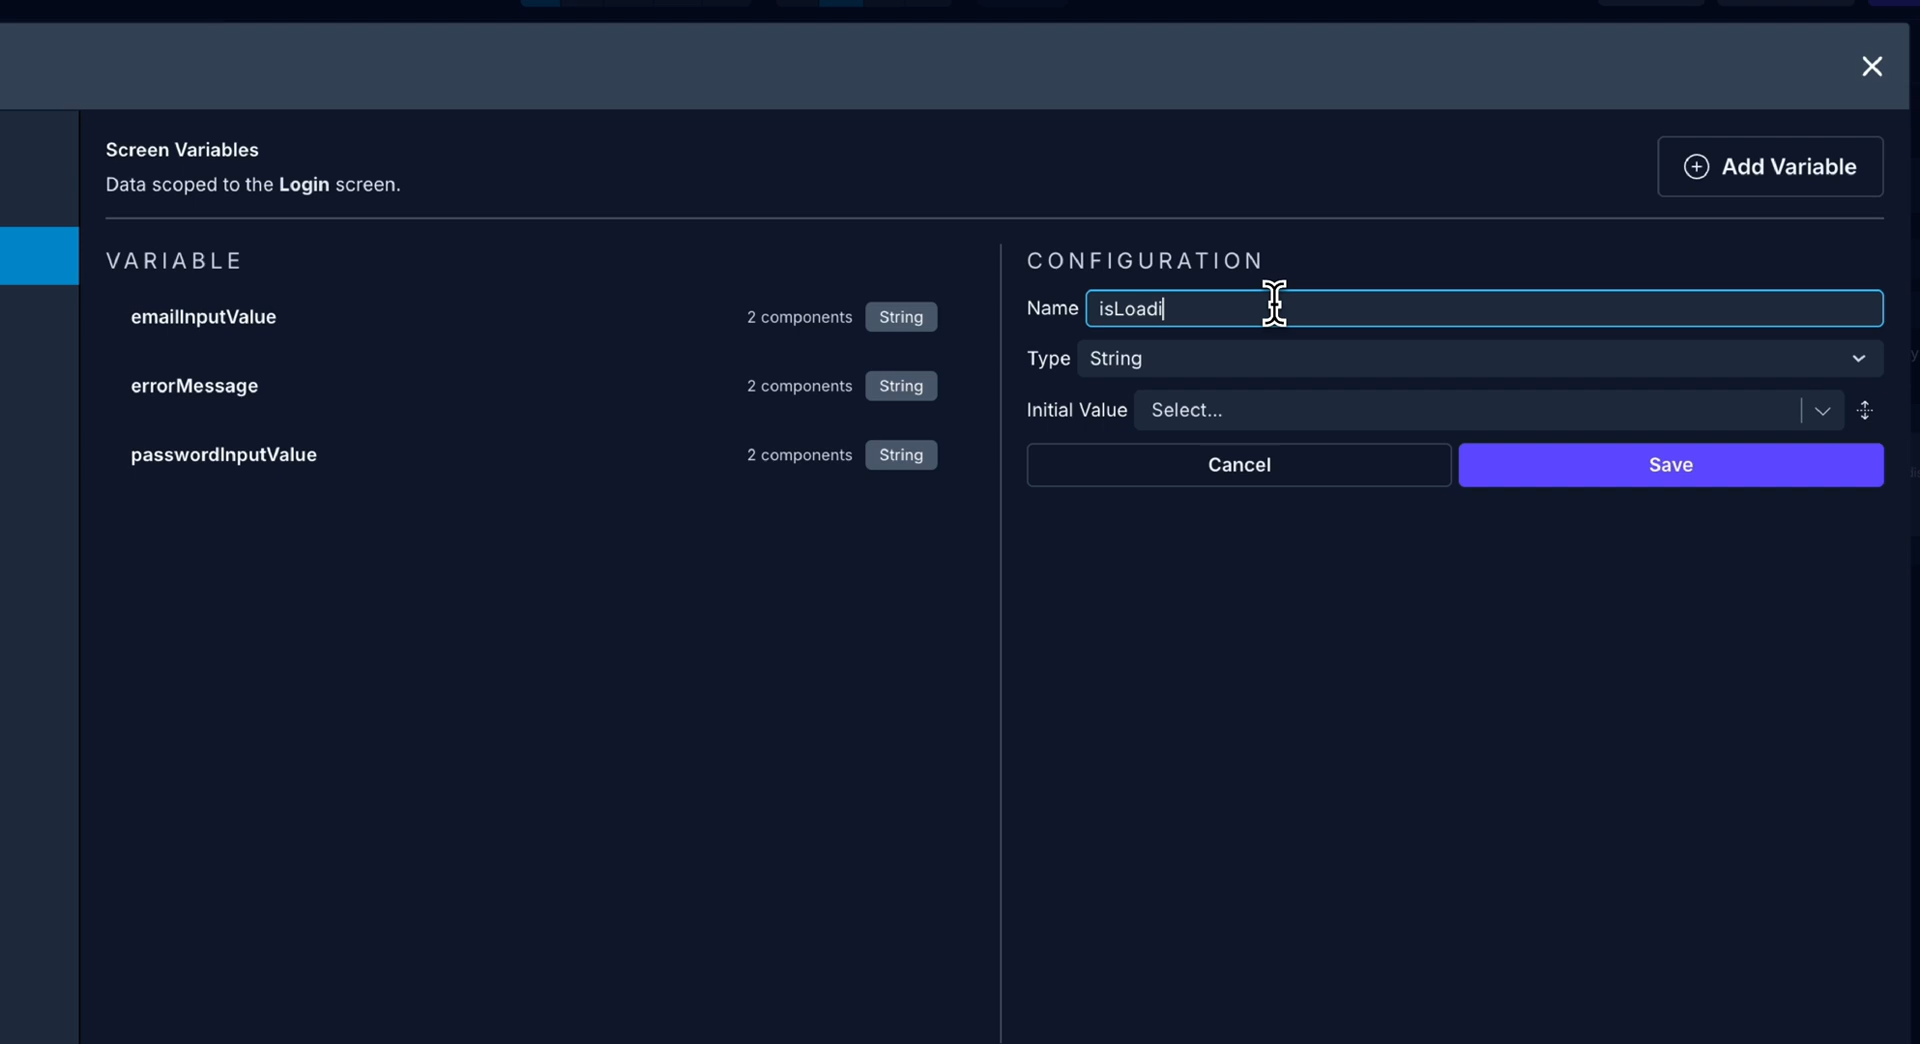 Screen Variables
Add Variable
Data scoped to the Login screen.
VARIABLE
emailInputValue 2 components String
errorMessage 2 components String
passwordInputValue 2 components String
CONFIGURATION
Name isLoadi
Type String
Initial Value Select...
Cancel Save